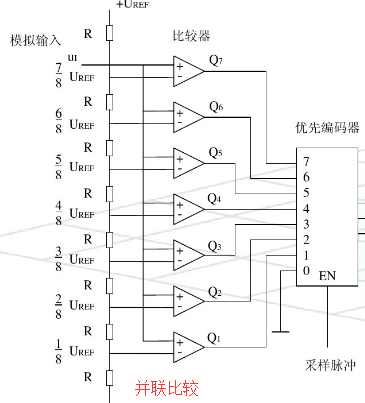 +UREF
R
模拟输入
比较器
uI
7/8 UREF
+
-
Q7
R
6/8 UREF
+
-
Q6
优先编码器
R
5/8 UREF
+
-
Q5
7
6
5
4
3
2
1
0
EN
R
4/8 UREF
+
-
Q4
R
3/8 UREF
+
-
Q3
R
2/8 UREF
+
-
Q2
R
1/8 UREF
+
-
Q1
采样脉冲
R
并联比较